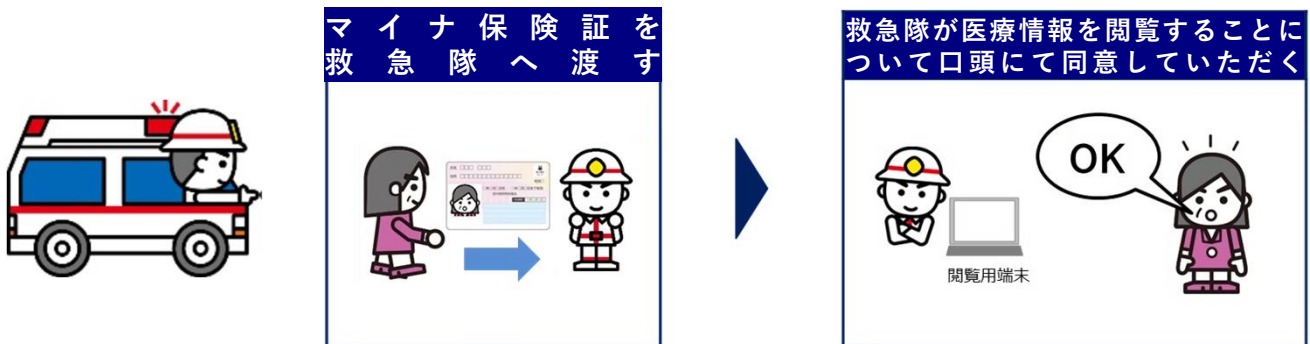 マイナ保険証を
救急隊へ渡す
救急隊が医療情報を閲覧することに
ついて口頭にて同意していただく
OK
閲覧用端末